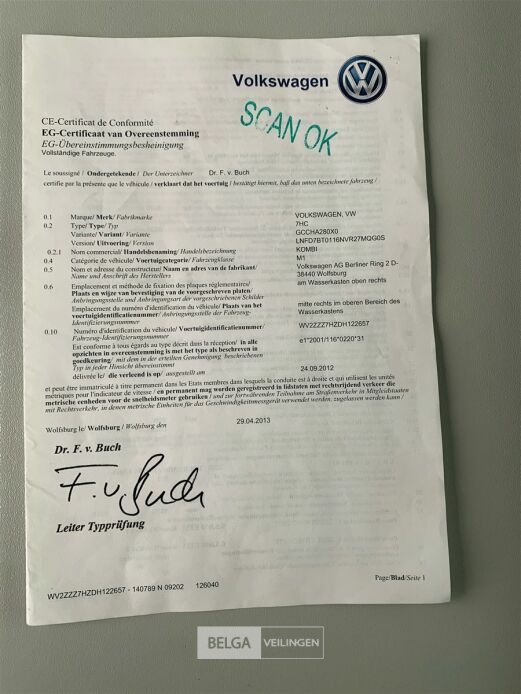 Volkswagen
SCAN OK
CE-Certificat de Conformité
EG-Certificaat van Overeenstemming
EG-Übereinstimmungsbesheinigung
Vollständige Fahrzeuge.
Le soussigné / Ondergetekende / Der Unterzeichner Dr. F. v. Buch
certifie par la présente que le véhicule / verklaart dat het voertuig / bestätigt hiermit, daß das unten bezeichnete fahrzeug /
0.1 Marque/ Merk/ Fabrikmarke VOLKSWAGEN, VW
0.2 Type/ Type/ Typ 7HC
Variante/ Variant/ Variante GCCHA280X0
Version/ Uitvoering/ Version LNFD7BT0116NVR27MQG0S
0.2.1 Nom commercial/ Handelsbenaming/ Handelsbezeichnung KOMBI
0.4 Catégorie de véhicule/ Voertuigcategorie/ Fahrzeugklasse M1
0.5 Nom et adresse du constructeur/ Naam en adres van de fabrikant/ Volkswagen AG Berliner Ring 2 D-
Name und Anschrift des Herstellers 38440 Wolfsburg
0.6 Emplacement et méthode de fixation des plaques réglementaires/ am Wasserkasten oben rechts
Plaats en wijze van bevestiging van de voorgeschreven platen/
Anbringungsstelle und Anbringungsart der vorgeschriebenen Schilder
Emplacement du numéro d'identification du véhicule/ Plaats van het mitte rechts im oberen Bereich des
voertuigidentificatienummer/ Anbringungsstelle der Fahrzeug- Wasserkastens
Identifizierungsnummer
0.10 Numéro d'identification du véhicule/ Voertuigidentificatienummer/ WV2ZZZ7HZDH122657
Fahrzeug-Identifizierungsnummer
Est conforme à tous égards au type décrit dans la réception/ in alle e1*2001/116*0220*31
opzichten in overeenstemming is met het type als beschreven in
goedkeuring/ mit dem in der erteilten Genehmigung beschriebenen
Typ in jeder Hinsicht übereinstimmt
délivrée le/ die verleend is op/ ausgestellt am 24.09.2012
et peut être immatriculé à titre permanent dans les Etats membres dans lesquels la conduite est à droite et qui utilisent les unités
métriques pour l'indicateur de vitesse / en permanent mag worden geregistreerd in lidstaten met rechtsrijdend verkeer die
metrische eenheden voor de snelheidsmeter gebruiken / und zur fortwährenden Teilnahme am Straßenverkehr in Mitgliedstaaten
mit Rechtsverkehr, in denen metrische Einheiten für das Geschwindigkeitsmessgerät verwendet werden, zugelassen werden kann /
Wolfsburg le/ Wolfsburg / Wolfsburg den 29.04.2013
Dr. F. v. Buch
F. v. Buch
Leiter Typprüfung
WV2ZZZ7HZDH122657 - 140789 N 09202 126040
Page/Blad/Seite 1
BELGA VEILINGEN